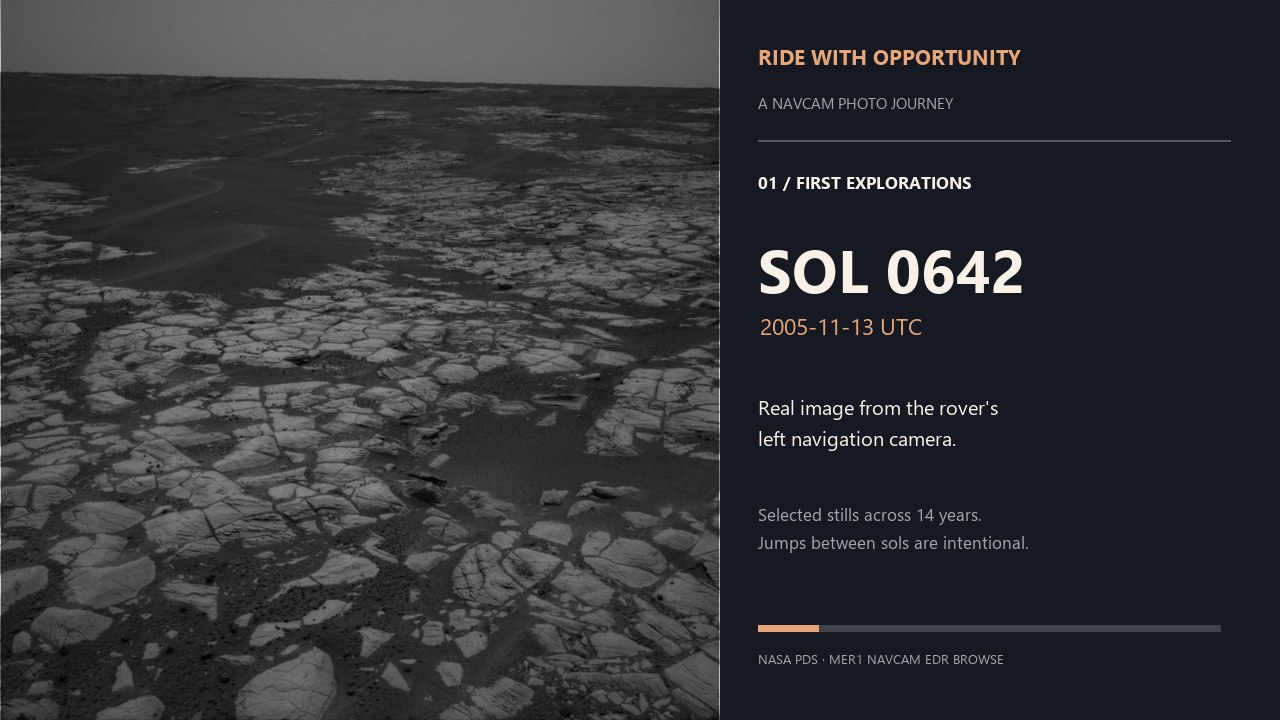 RIDE WITH OPPORTUNITY
A NAVCAM PHOTO JOURNEY
01 / FIRST EXPLORATIONS
SOL 0642
2005-11-13 UTC
Real image from the rover's
left navigation camera.
Selected stills across 14 years.
Jumps between sols are intentional.
NASA PDS · MER1 NAVCAM EDR BROWSE